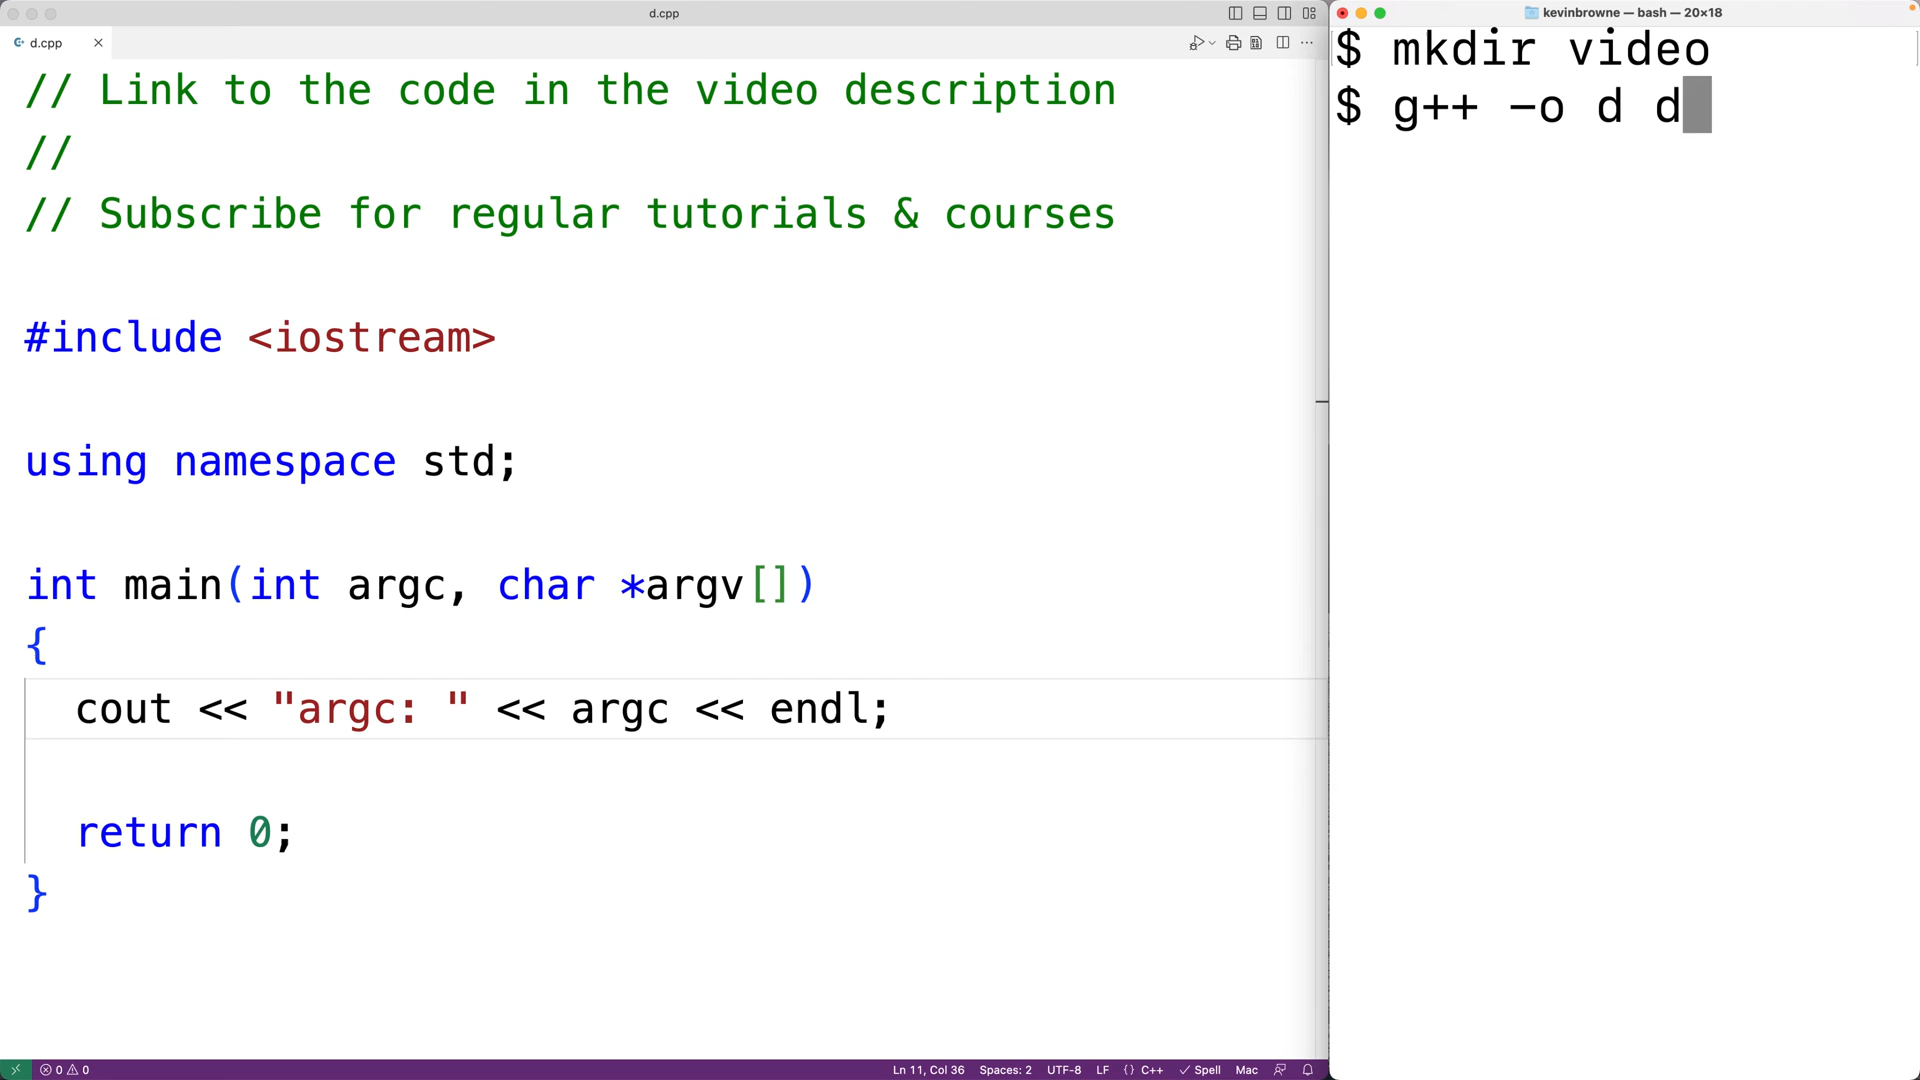 d.cpp
d.cpp
// Link to the code in the video description
//
// Subscribe for regular tutorials & courses
#include <iostream>
using namespace std;
int main(int argc, char *argv[])
{
cout << "argc: " << argc << endl;
return 0;
}
0 0
Ln 11, Col 36 Spaces: 2 UTF-8 LF {} C++ Spell Mac
kevinbrowne — bash — 20×18
$ mkdir video
$ g++ -o d d